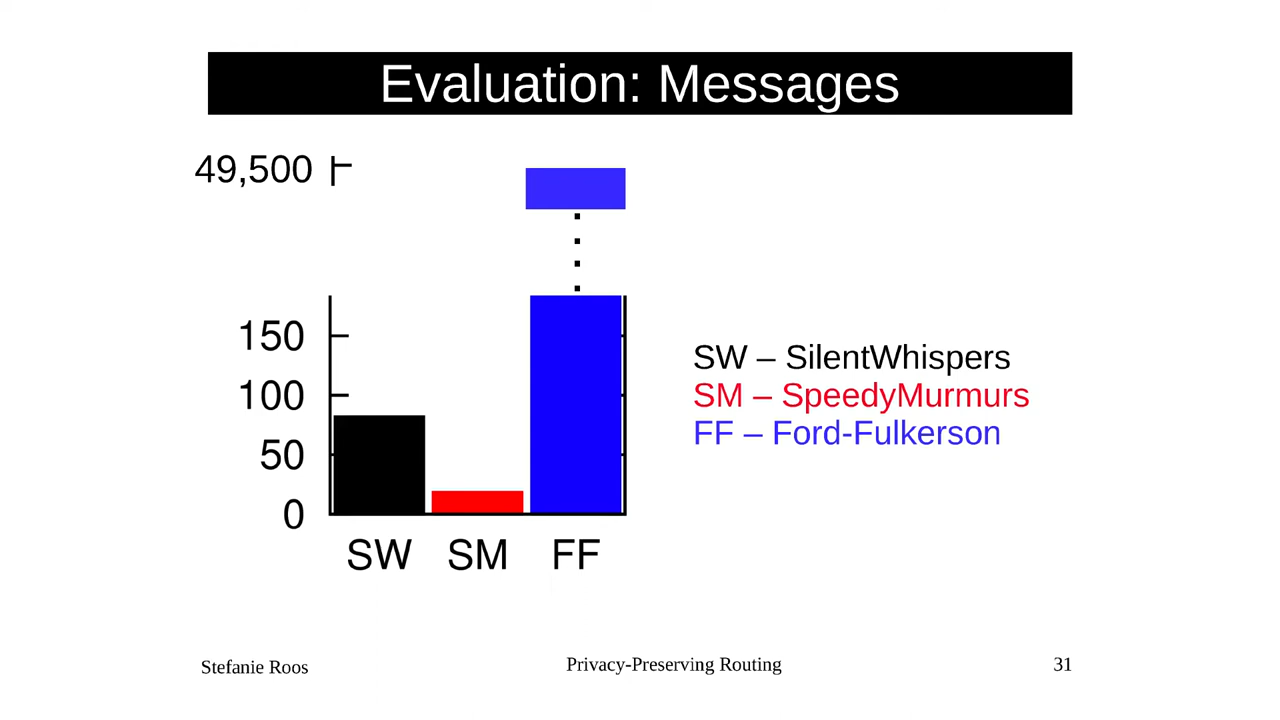 Evaluation: Messages
49,500
150
100
50
0
SW SM FF
SW – SilentWhispers
SM – SpeedyMurmurs
FF – Ford-Fulkerson
Stefanie Roos Privacy-Preserving Routing 31